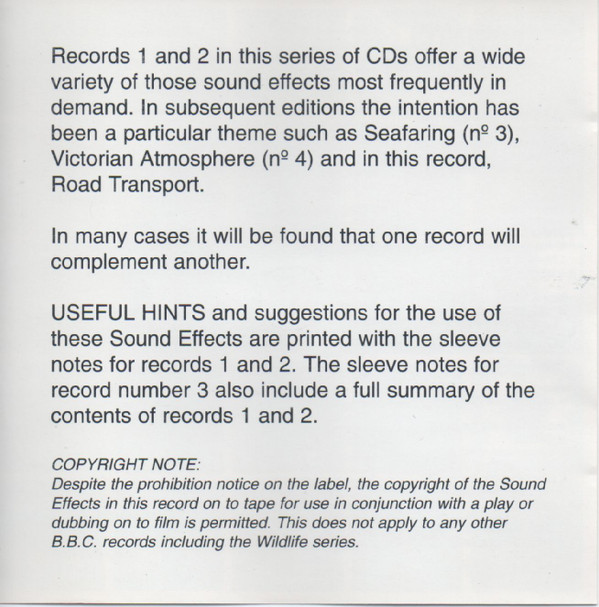 Records 1 and 2 in this series of CDs offer a wide
variety of those sound effects most frequently in
demand. In subsequent editions the intention has
been a particular theme such as Seafaring (nº 3),
Victorian Atmosphere (nº 4) and in this record,
Road Transport.
In many cases it will be found that one record will
complement another.
USEFUL HINTS and suggestions for the use of
these Sound Effects are printed with the sleeve
notes for records 1 and 2. The sleeve notes for
record number 3 also include a full summary of the
contents of records 1 and 2.
COPYRIGHT NOTE:
Despite the prohibition notice on the label, the copyright of the Sound
Effects in this record on to tape for use in conjunction with a play or
dubbing on to film is permitted. This does not apply to any other
B.B.C. records including the Wildlife series.